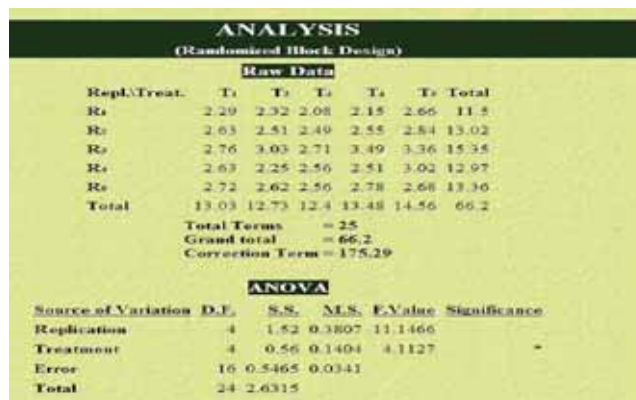 ANALYSIS
(Randomized Block Design)
Raw Data
Repl.\Treat. T₁ T₂ T₃ T₄ T₅ Total
R₁ 2.29 2.32 2.08 2.15 2.66 11.5
R₂ 2.63 2.51 2.49 2.55 2.84 13.02
R₃ 2.76 3.03 2.71 3.49 3.36 15.35
R₄ 2.63 2.25 2.56 2.51 3.02 12.97
R₅ 2.72 2.62 2.56 2.78 2.68 13.36
Total 13.03 12.73 12.4 13.48 14.56 66.2
Total Terms = 25
Grand total = 66.2
Correction Term = 175.29
ANOVA
Source of Variation D.F. S.S. M.S. F.Value Significance
Replication 4 1.52 0.3807 11.1466
Treatment 4 0.56 0.1404 4.1127 *
Error 16 0.5465 0.0341
Total 24 2.6315